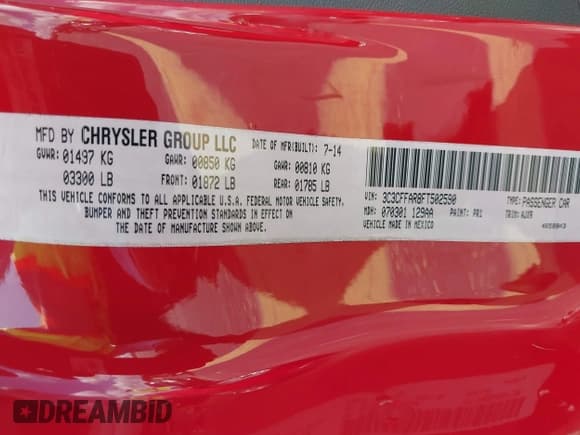 MFD BY CHRYSLER GROUP LLC DATE OF MFR(BUILT): 7-14
GVWR: 01497 KG GAWR: 00850 KG GAWR: 00810 KG
03300 LB FRONT: 01872 LB REAR: 01785 LB
THIS VEHICLE CONFORMS TO ALL APPLICABLE U.S.A. FEDERAL MOTOR VEHICLE SAFETY,
BUMPER AND THEFT PREVENTION STANDARDS IN EFFECT ON
THE DATE OF MANUFACTURE SHOWN ABOVE.
VIN: 3C3CFFAR8FT502590 TYPE: PASSENGER CAR
MDH: 070301 129AA PAINT: PR1 TRIM:
VEHICLE MADE IN MEXICO
DREAMBID